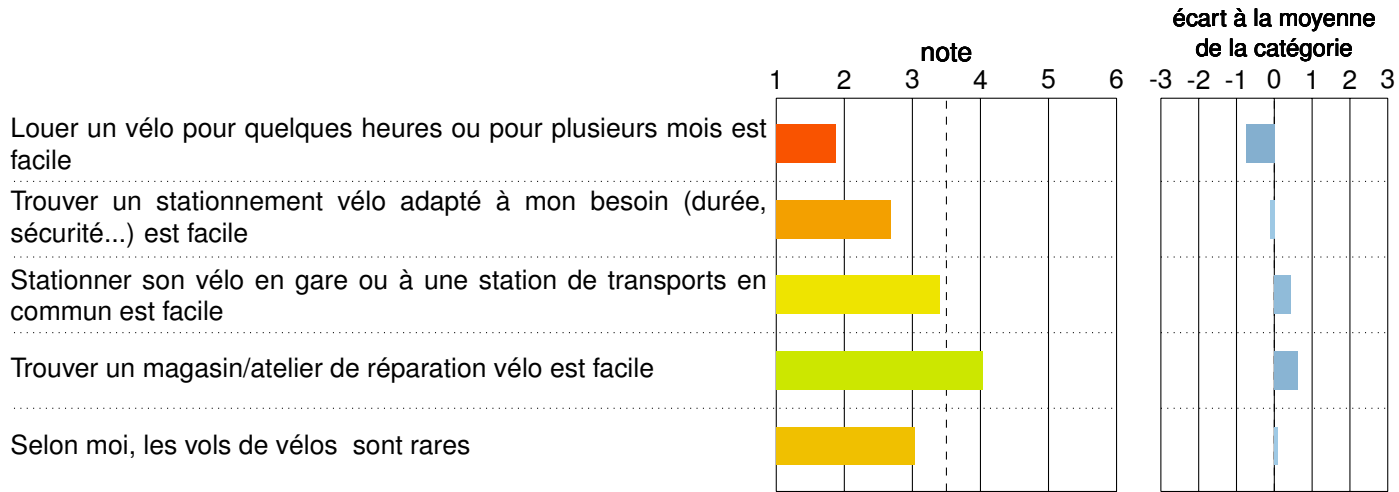 écart à la moyenne
de la catégorie
note
1 2 3 4 5 6
-3 -2 -1 0 1 2 3
Louer un vélo pour quelques heures ou pour plusieurs mois est
facile
Trouver un stationnement vélo adapté à mon besoin (durée,
sécurité...) est facile
Stationner son vélo en gare ou à une station de transports en
commun est facile
Trouver un magasin/atelier de réparation vélo est facile
Selon moi, les vols de vélos sont rares